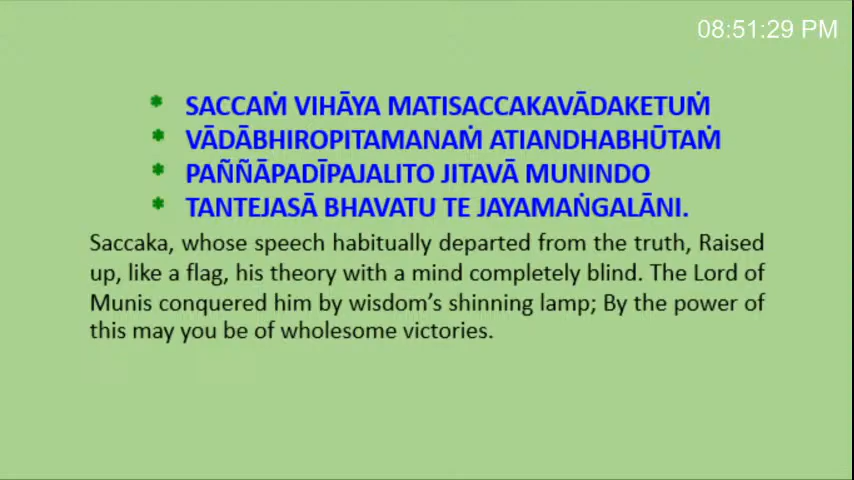 08:51:29 PM
* SACCAṀ VIHĀYA MATISACCAKAVĀDAKETUṀ
* VĀDĀBHIROPITAMANAṀ ATIANDHABHŪTAṀ
* PAÑÑĀPADĪPAJALITO JITAVĀ MUNINDO
* TANTEJASĀ BHAVATU TE JAYAMAṄGALĀNI.
Saccaka, whose speech habitually departed from the truth, Raised
up, like a flag, his theory with a mind completely blind. The Lord of
Munis conquered him by wisdom’s shinning lamp; By the power of
this may you be of wholesome victories.